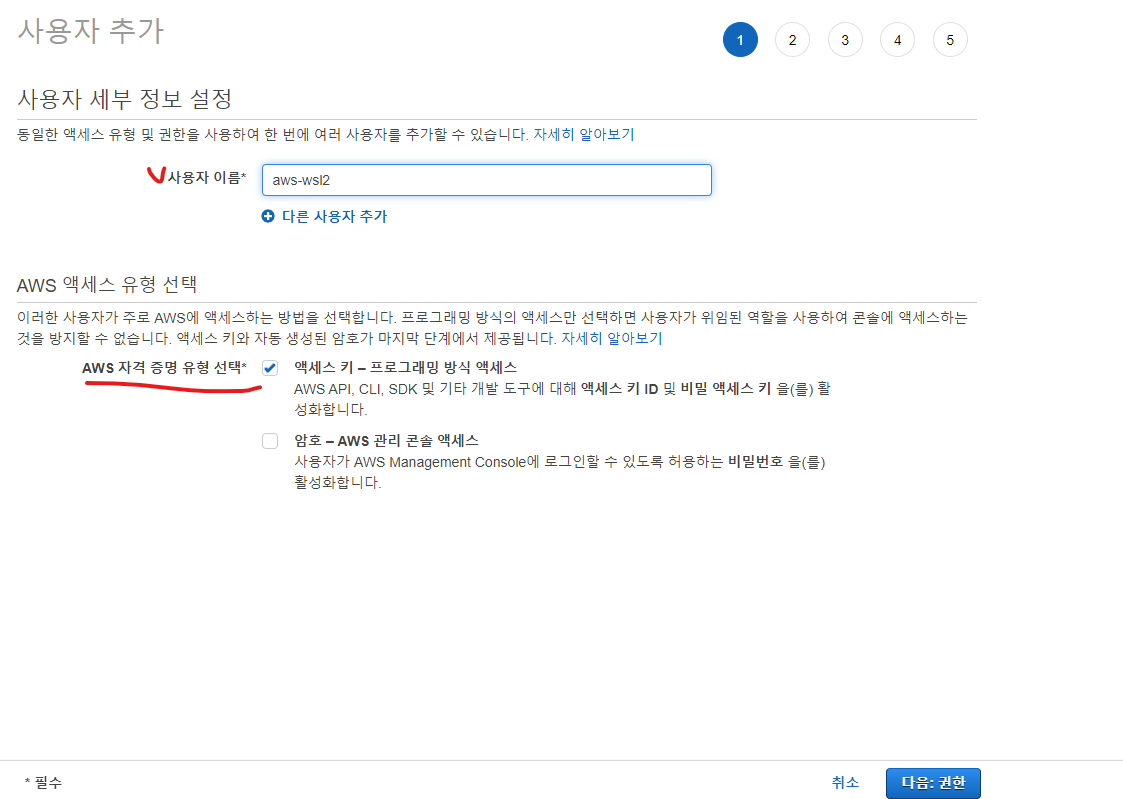 사용자 추가
1 2 3 4 5
사용자 세부 정보 설정
동일한 액세스 유형 및 권한을 사용하여 한 번에 여러 사용자를 추가할 수 있습니다. 자세히 알아보기
사용자 이름* aws-wsl2
다른 사용자 추가
AWS 액세스 유형 선택
이러한 사용자가 주로 AWS에 액세스하는 방법을 선택합니다. 프로그래밍 방식의 액세스만 선택하면 사용자가 위임된 역할을 사용하여 콘솔에 액세스하는
것을 방지할 수 없습니다. 액세스 키와 자동 생성된 암호가 마지막 단계에서 제공됩니다. 자세히 알아보기
AWS 자격 증명 유형 선택* 액세스 키 – 프로그래밍 방식 액세스
AWS API, CLI, SDK 및 기타 개발 도구에 대해 액세스 키 ID 및 비밀 액세스 키 을(를) 활
성화합니다.
암호 – AWS 관리 콘솔 액세스
사용자가 AWS Management Console에 로그인할 수 있도록 허용하는 비밀번호 을(를)
활성화합니다.
* 필수 취소 다음: 권한